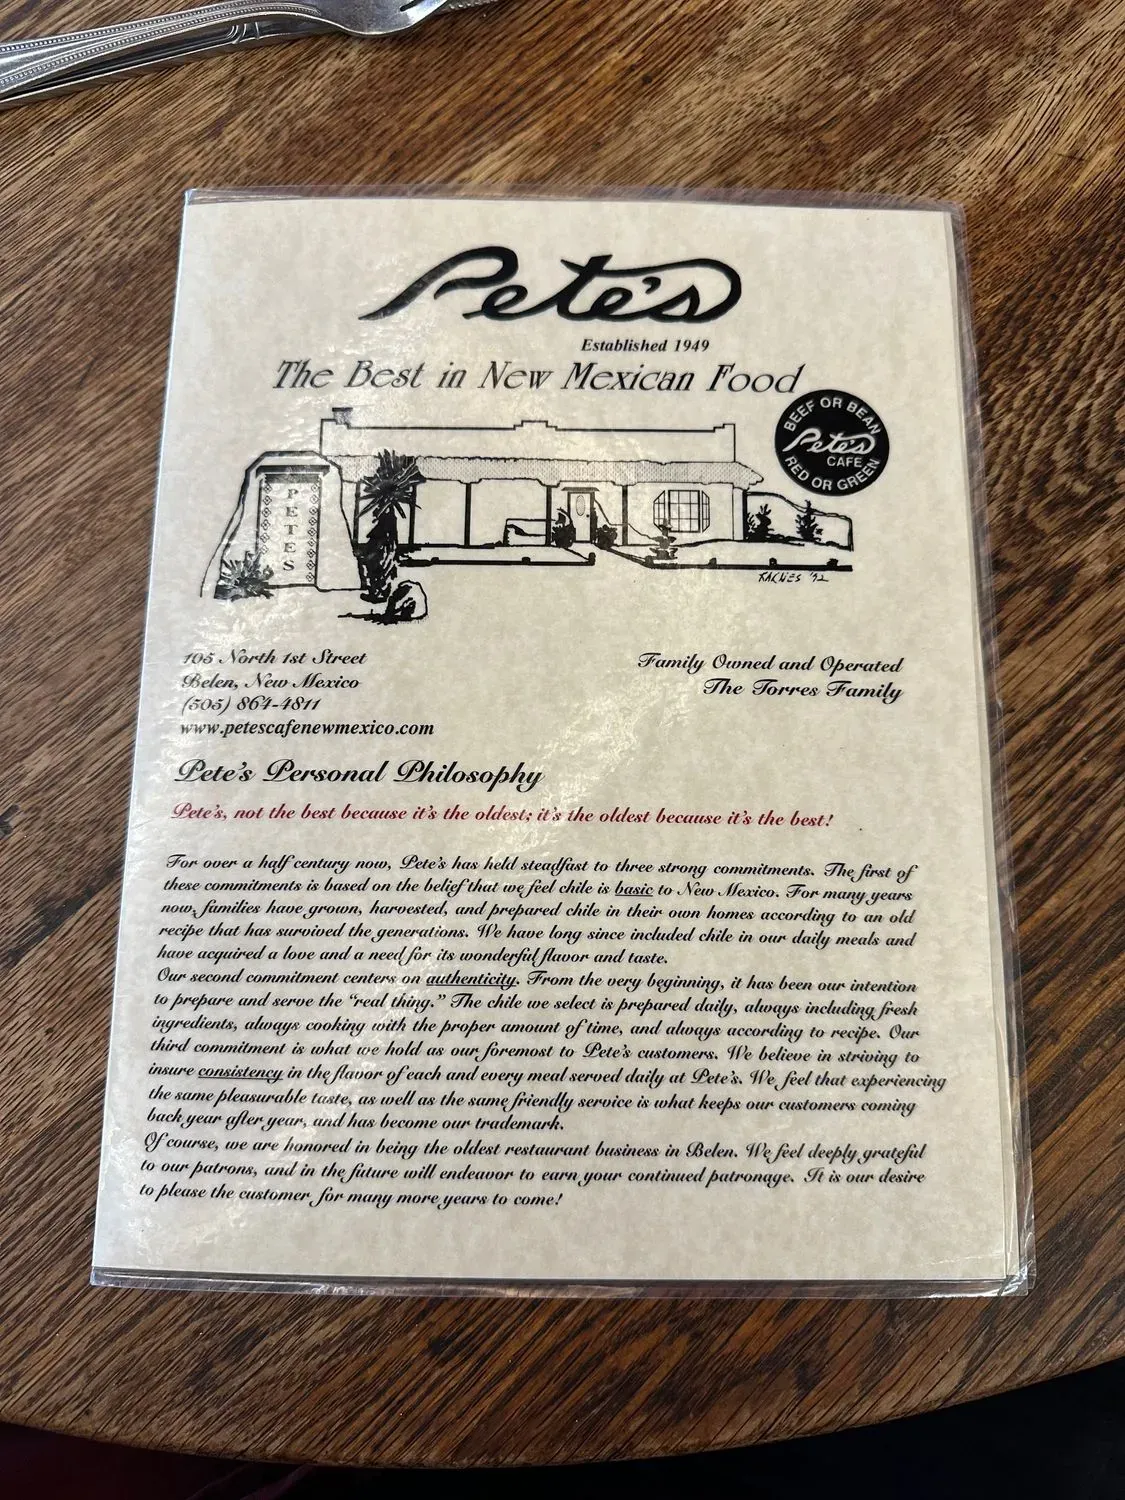 Pete's
Established 1949
The Best in New Mexican Food
BEEF OR BEAN
Pete's
CAFE
RED OR GREEN
PETES
105 North 1st Street
Belen, New Mexico
(505) 864-4811
www.petescafenewmexico.com
Family Owned and Operated
The Torres Family
Pete's Personal Philosophy
Pete's, not the best because it's the oldest; it's the oldest because it's the best!
For over a half century now, Pete's has held steadfast to three strong commitments. The first of
these commitments is based on the belief that we feel chile is basic to New Mexico. For many years
now, families have grown, harvested, and prepared chile in their own homes according to an old
recipe that has survived the generations. We have long since included chile in our daily meals and
have acquired a love and a need for its wonderful flavor and taste.
Our second commitment centers on authenticity. From the very beginning, it has been our intention
to prepare and serve the "real thing." The chile we select is prepared daily, always including fresh
ingredients, always cooking with the proper amount of time, and always according to recipe. Our
third commitment is what we hold as our foremost to Pete's customers. We believe in striving to
insure consistency in the flavor of each and every meal served daily at Pete's. We feel that experiencing
the same pleasurable taste, as well as the same friendly service is what keeps our customers coming
back year after year, and has become our trademark.
Of course, we are honored in being the oldest restaurant business in Belen. We feel deeply grateful
to our patrons, and in the future will endeavor to earn your continued patronage. It is our desire
to please the customer for many more years to come!